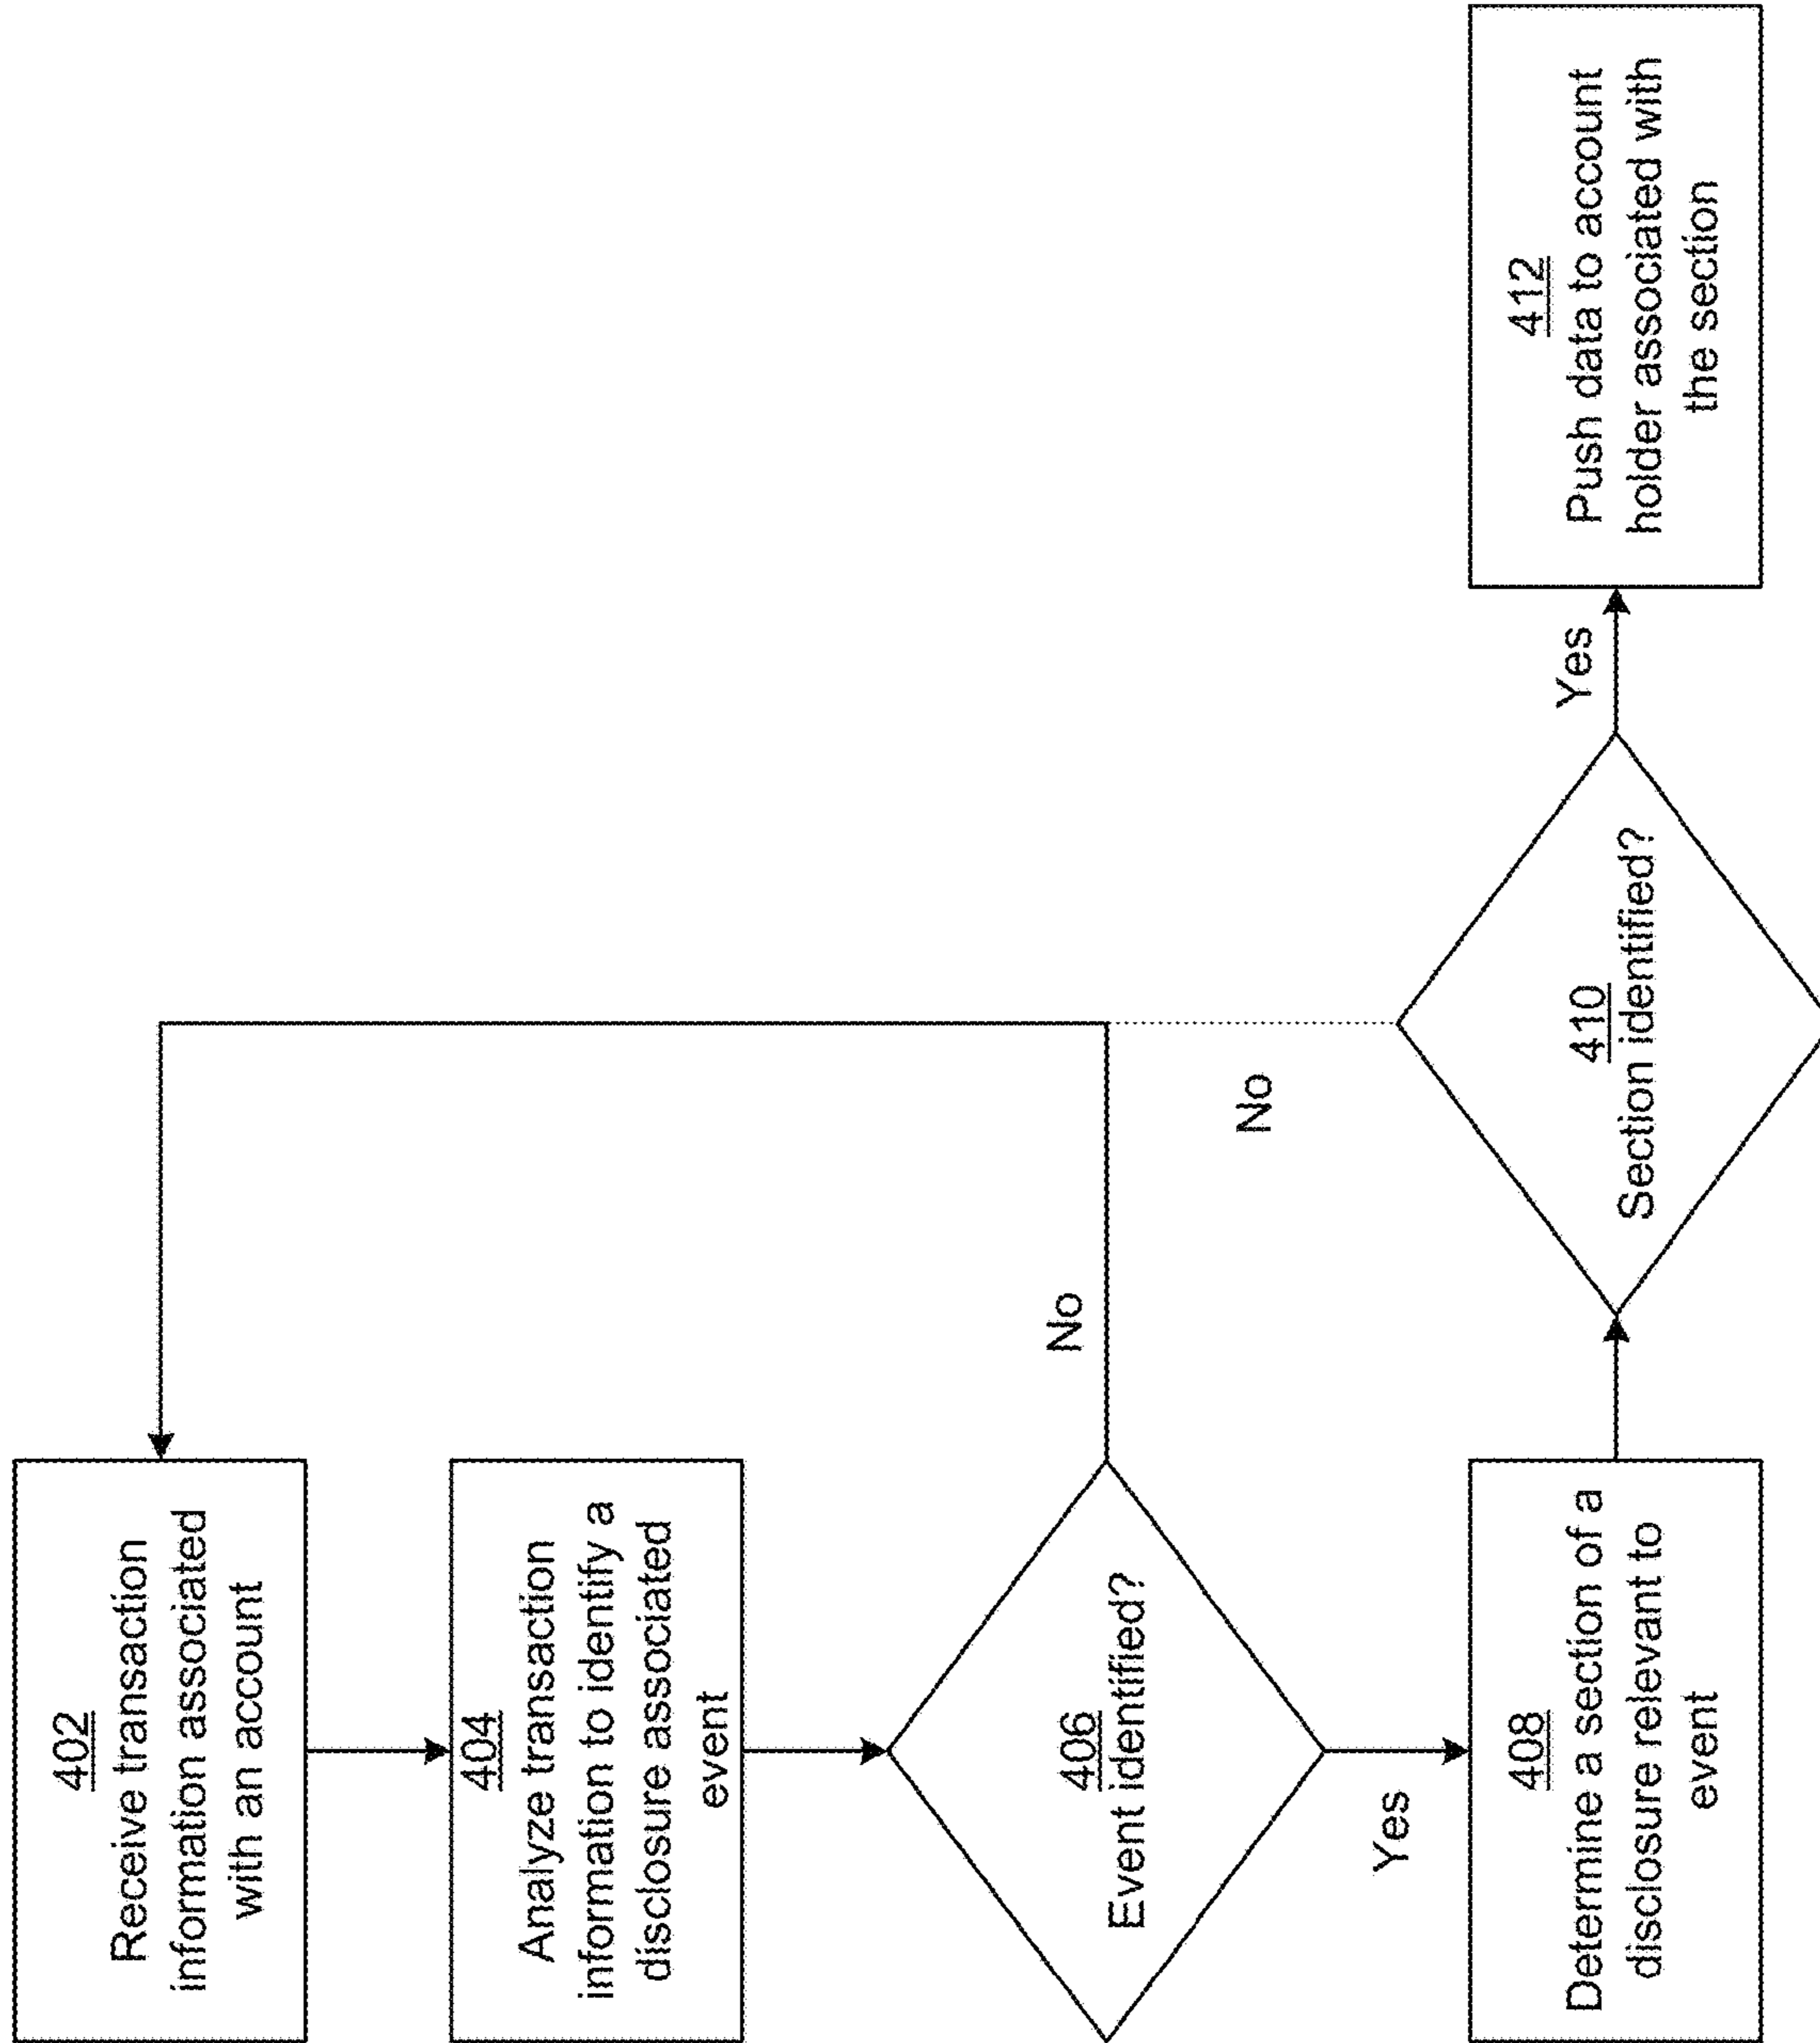 402
Receive transaction
information associated
with an account
404
Analyze transaction
information to identify a
disclosure associated
event
406
Event identified?
No
Yes
408
Determine a section of a
disclosure relevant to
event
410
Section identified?
No
Yes
412
Push data to account
holder associated with
the section